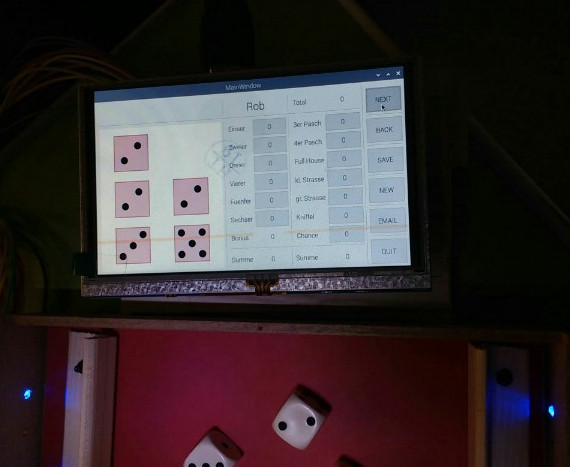 MainWindow
Rob
Total 0
Einser 0
Zweier 0
Dreier 0
Vierer 0
Fuenfer 0
Sechser 0
Bonus 0
Summe 0
3er Pasch 0
4er Pasch 0
Full House 0
kl. Strasse 0
gr. Strasse 0
Kniffel 0
Chance 0
Summe 0
NEXT
BACK
SAVE
NEW
EMAIL
QUIT